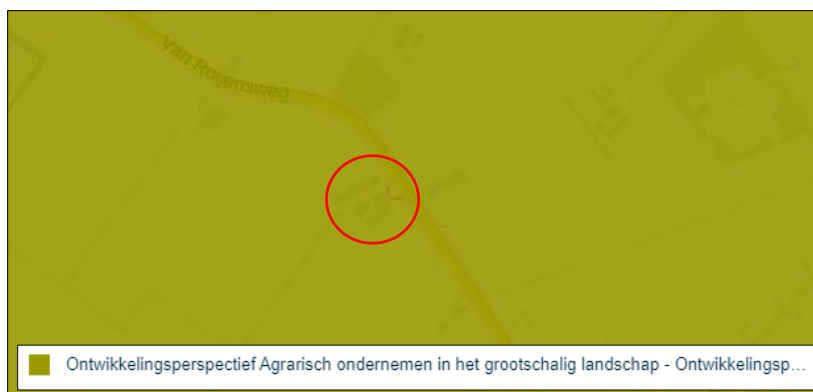 Van Roijensweg
Ontwikkelingsperspectief Agrarisch ondernemen in het grootschalig landschap - Ontwikkelingsp...